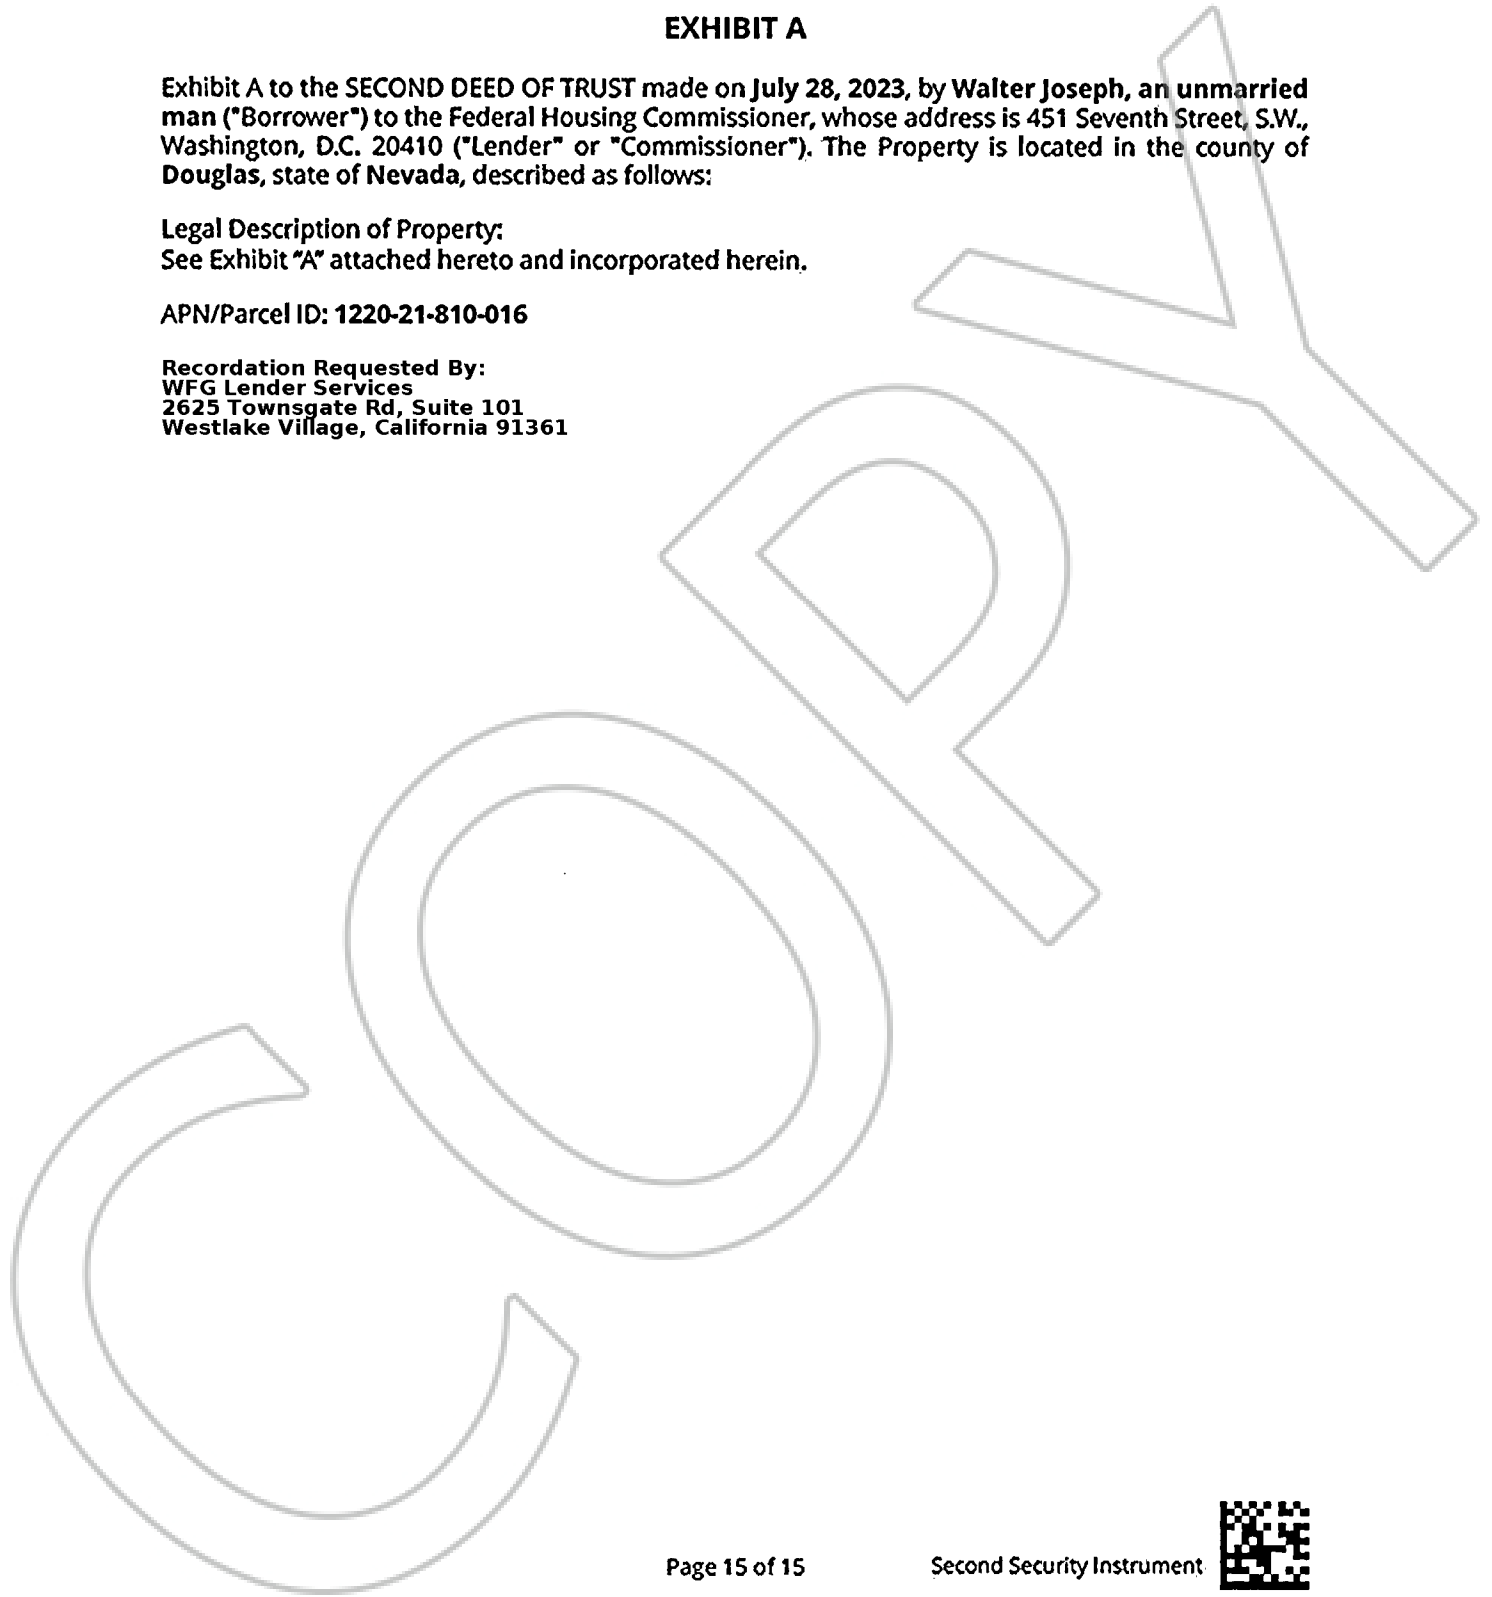 EXHIBIT A
Exhibit A to the SECOND DEED OF TRUST made on July 28, 2023, by Walter Joseph, an unmarried
man ("Borrower") to the Federal Housing Commissioner, whose address is 451 Seventh Street, S.W.,
Washington, D.C. 20410 ("Lender" or "Commissioner"). The Property is located in the county of
Douglas, state of Nevada, described as follows:
Legal Description of Property:
See Exhibit "A" attached hereto and incorporated herein.
APN/Parcel ID: 1220-21-810-016
Recordation Requested By:
WFG Lender Services
2625 Townsgate Rd, Suite 101
Westlake Village, California 91361
COPY
Page 15 of 15
Second Security Instrument